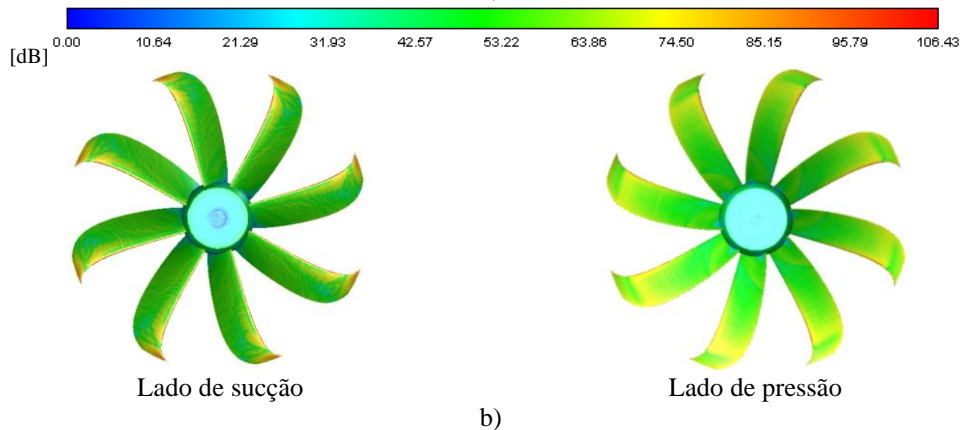 0.00 10.64 21.29 31.93 42.57 53.22 63.86 74.50 85.15 95.79 106.43
[dB]
Lado de sucção Lado de pressão
b)